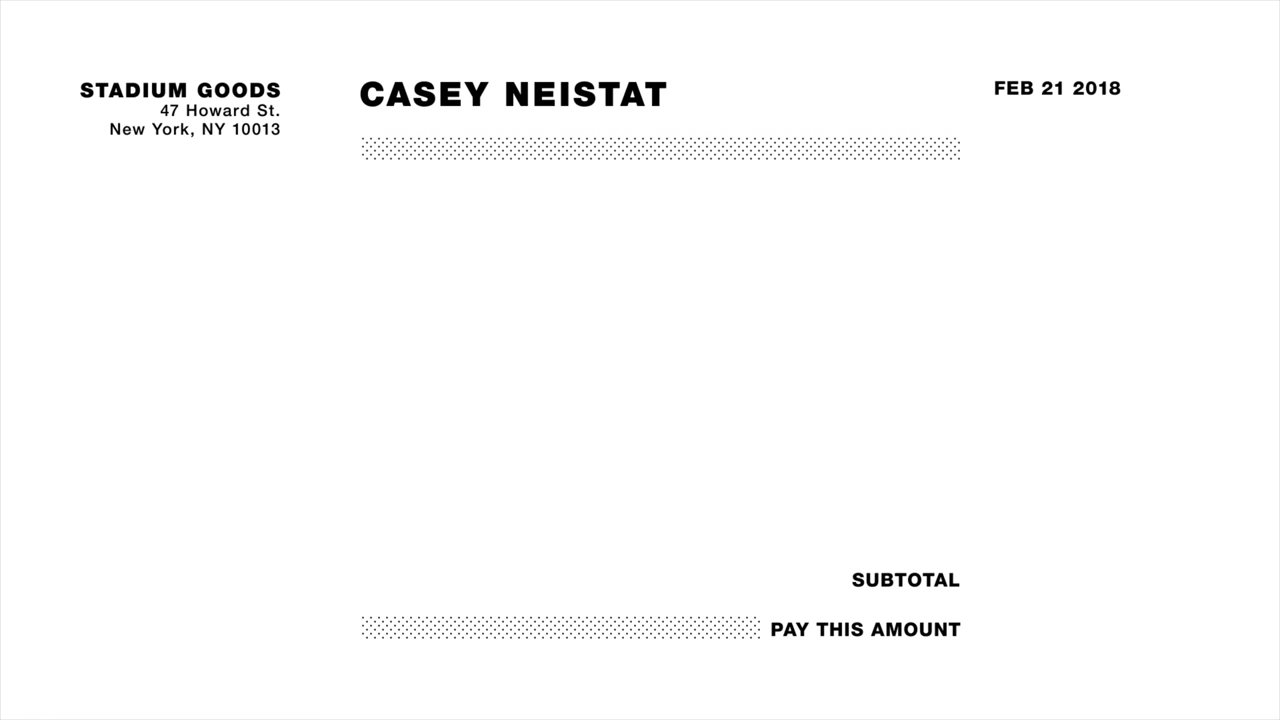 STADIUM GOODS
47 Howard St.
New York, NY 10013
CASEY NEISTAT
FEB 21 2018
SUBTOTAL
PAY THIS AMOUNT